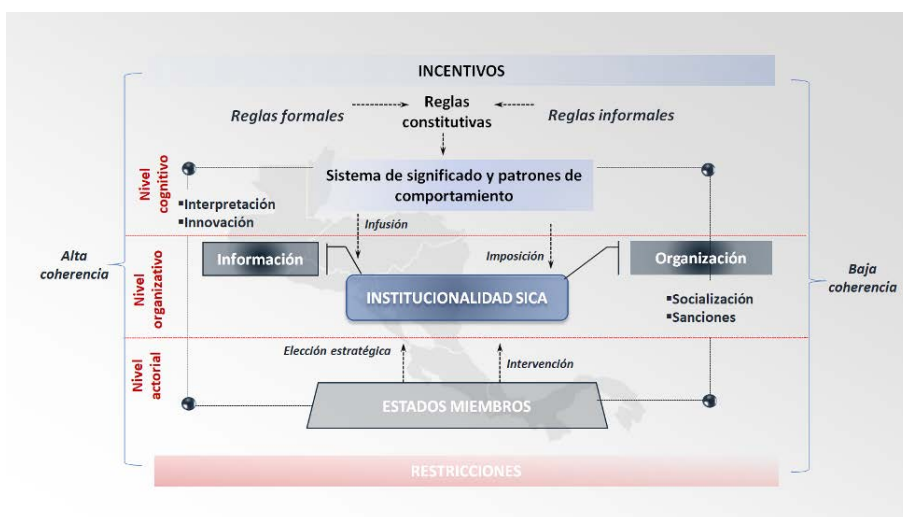 INCENTIVOS
Reglas formales
Reglas
constitutivas
Reglas informales
Nivel
cognitivo
Sistema de significado y patrones de
comportamiento
▪Interpretación
▪Innovación
Infusión
Imposición
Alta
coherencia
Baja
coherencia
Nivel
organizativo
Información
Organización
INSTITUCIONALIDAD SICA
▪Socialización
▪Sanciones
Nivel
actorial
Elección estratégica
Intervención
ESTADOS MIEMBROS
RESTRICCIONES